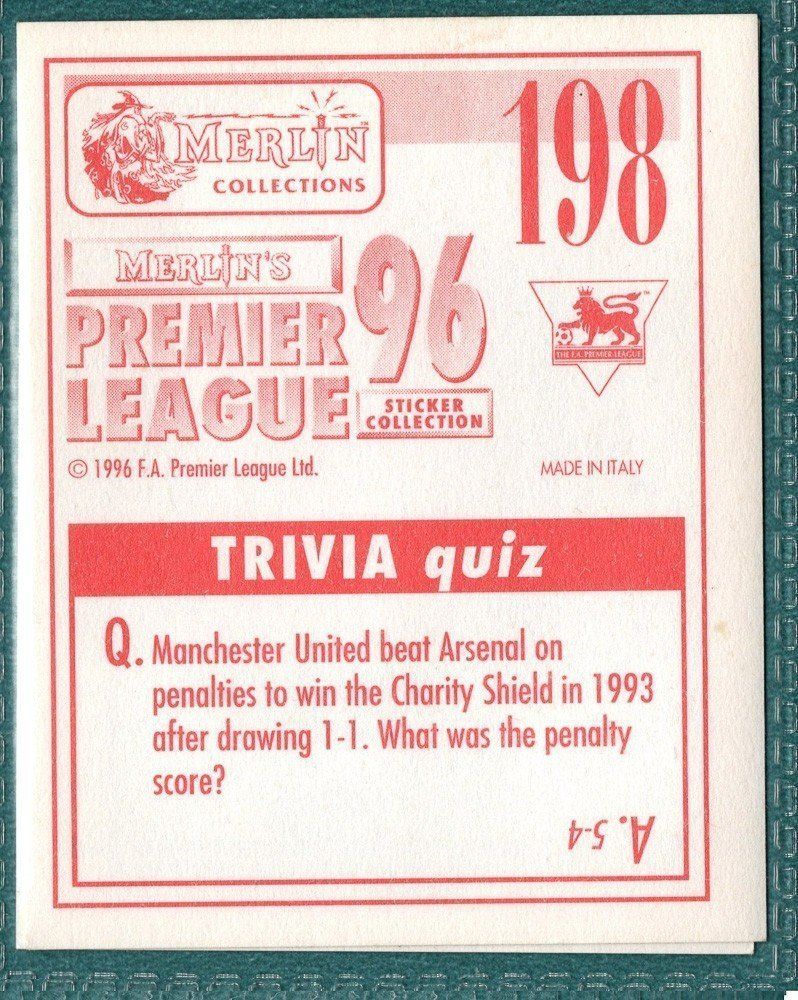 MERLIN™
COLLECTIONS
198
MERLIN'S
PREMIER
LEAGUE
96
STICKER
COLLECTION
™
THE F.A. PREMIER LEAGUE
© 1996 F.A. Premier League Ltd.
MADE IN ITALY
TRIVIA quiz
Q. Manchester United beat Arsenal on
penalties to win the Charity Shield in 1993
after drawing 1-1. What was the penalty
score?
A. 5-4